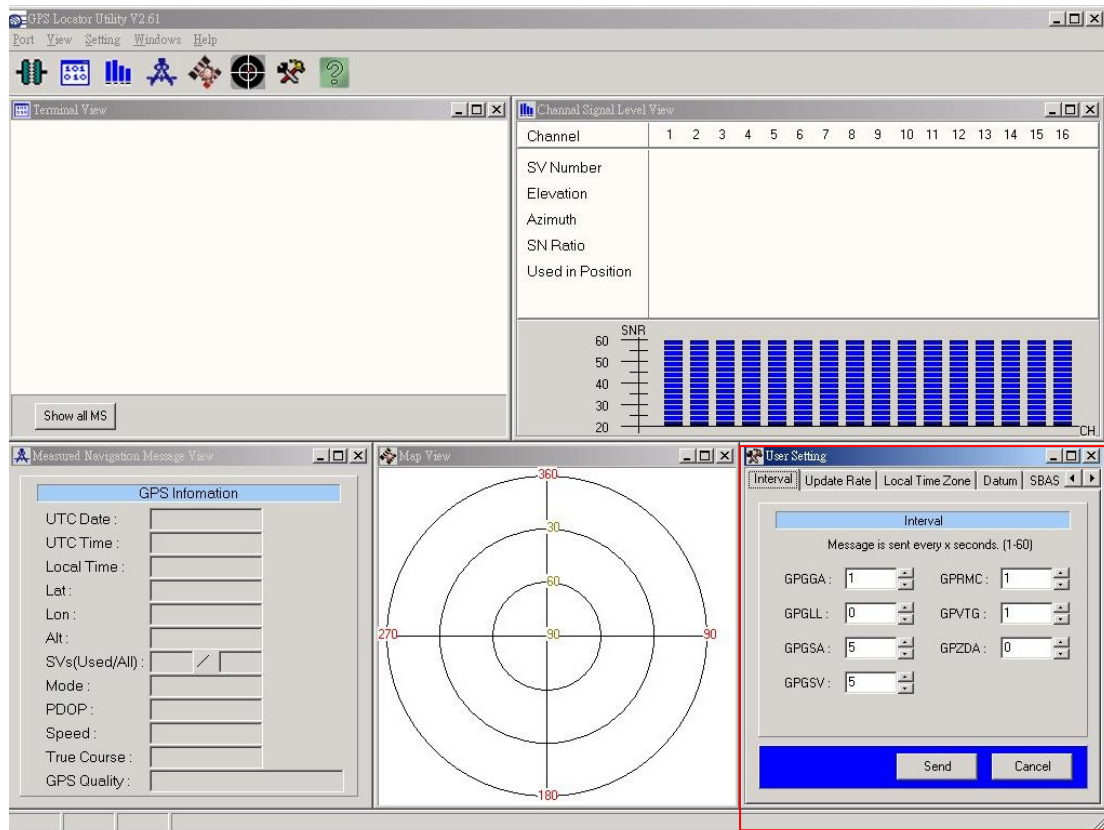 GPS Locator Utility V2.61
Port View Setting Windows Help
101
010
Terminal View
Show all MS
Channel Signal Level View
Channel 1 2 3 4 5 6 7 8 9 10 11 12 13 14 15 16
SV Number
Elevation
Azimuth
SN Ratio
Used in Position
SNR
60
50
40
30
20
CH.
Measured Navigation Message View
GPS Infomation
UTC Date :
UTC Time :
Local Time :
Lat :
Lon :
Alt :
SVs(Used/All) : /
Mode :
PDOP :
Speed :
True Course :
GPS Quality :
Map View
360
30
60
270 90 90
180
User Setting
Interval Update Rate Local Time Zone Datum SBAS
Interval
Message is sent every x seconds. (1-60)
GPGGA : 1 GPRMC : 1
GPGLL : 0 GPVTG : 1
GPGSA : 5 GPZDA : 0
GPGSV : 5
Send Cancel